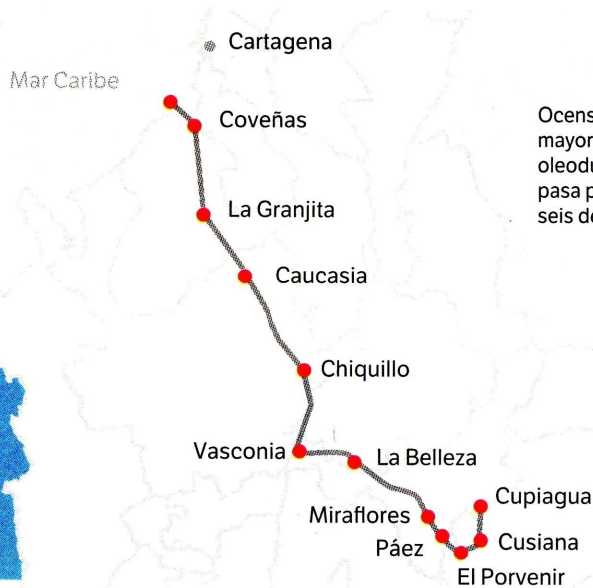 Cartagena
Mar Caribe
Coveñas
Ocens
mayor
oleodu
pasa p
seis de
La Granjita
Caucasia
Chiquillo
Vasconia
La Belleza
Cupiagua
Miraflores
Páez
Cusiana
El Porvenir